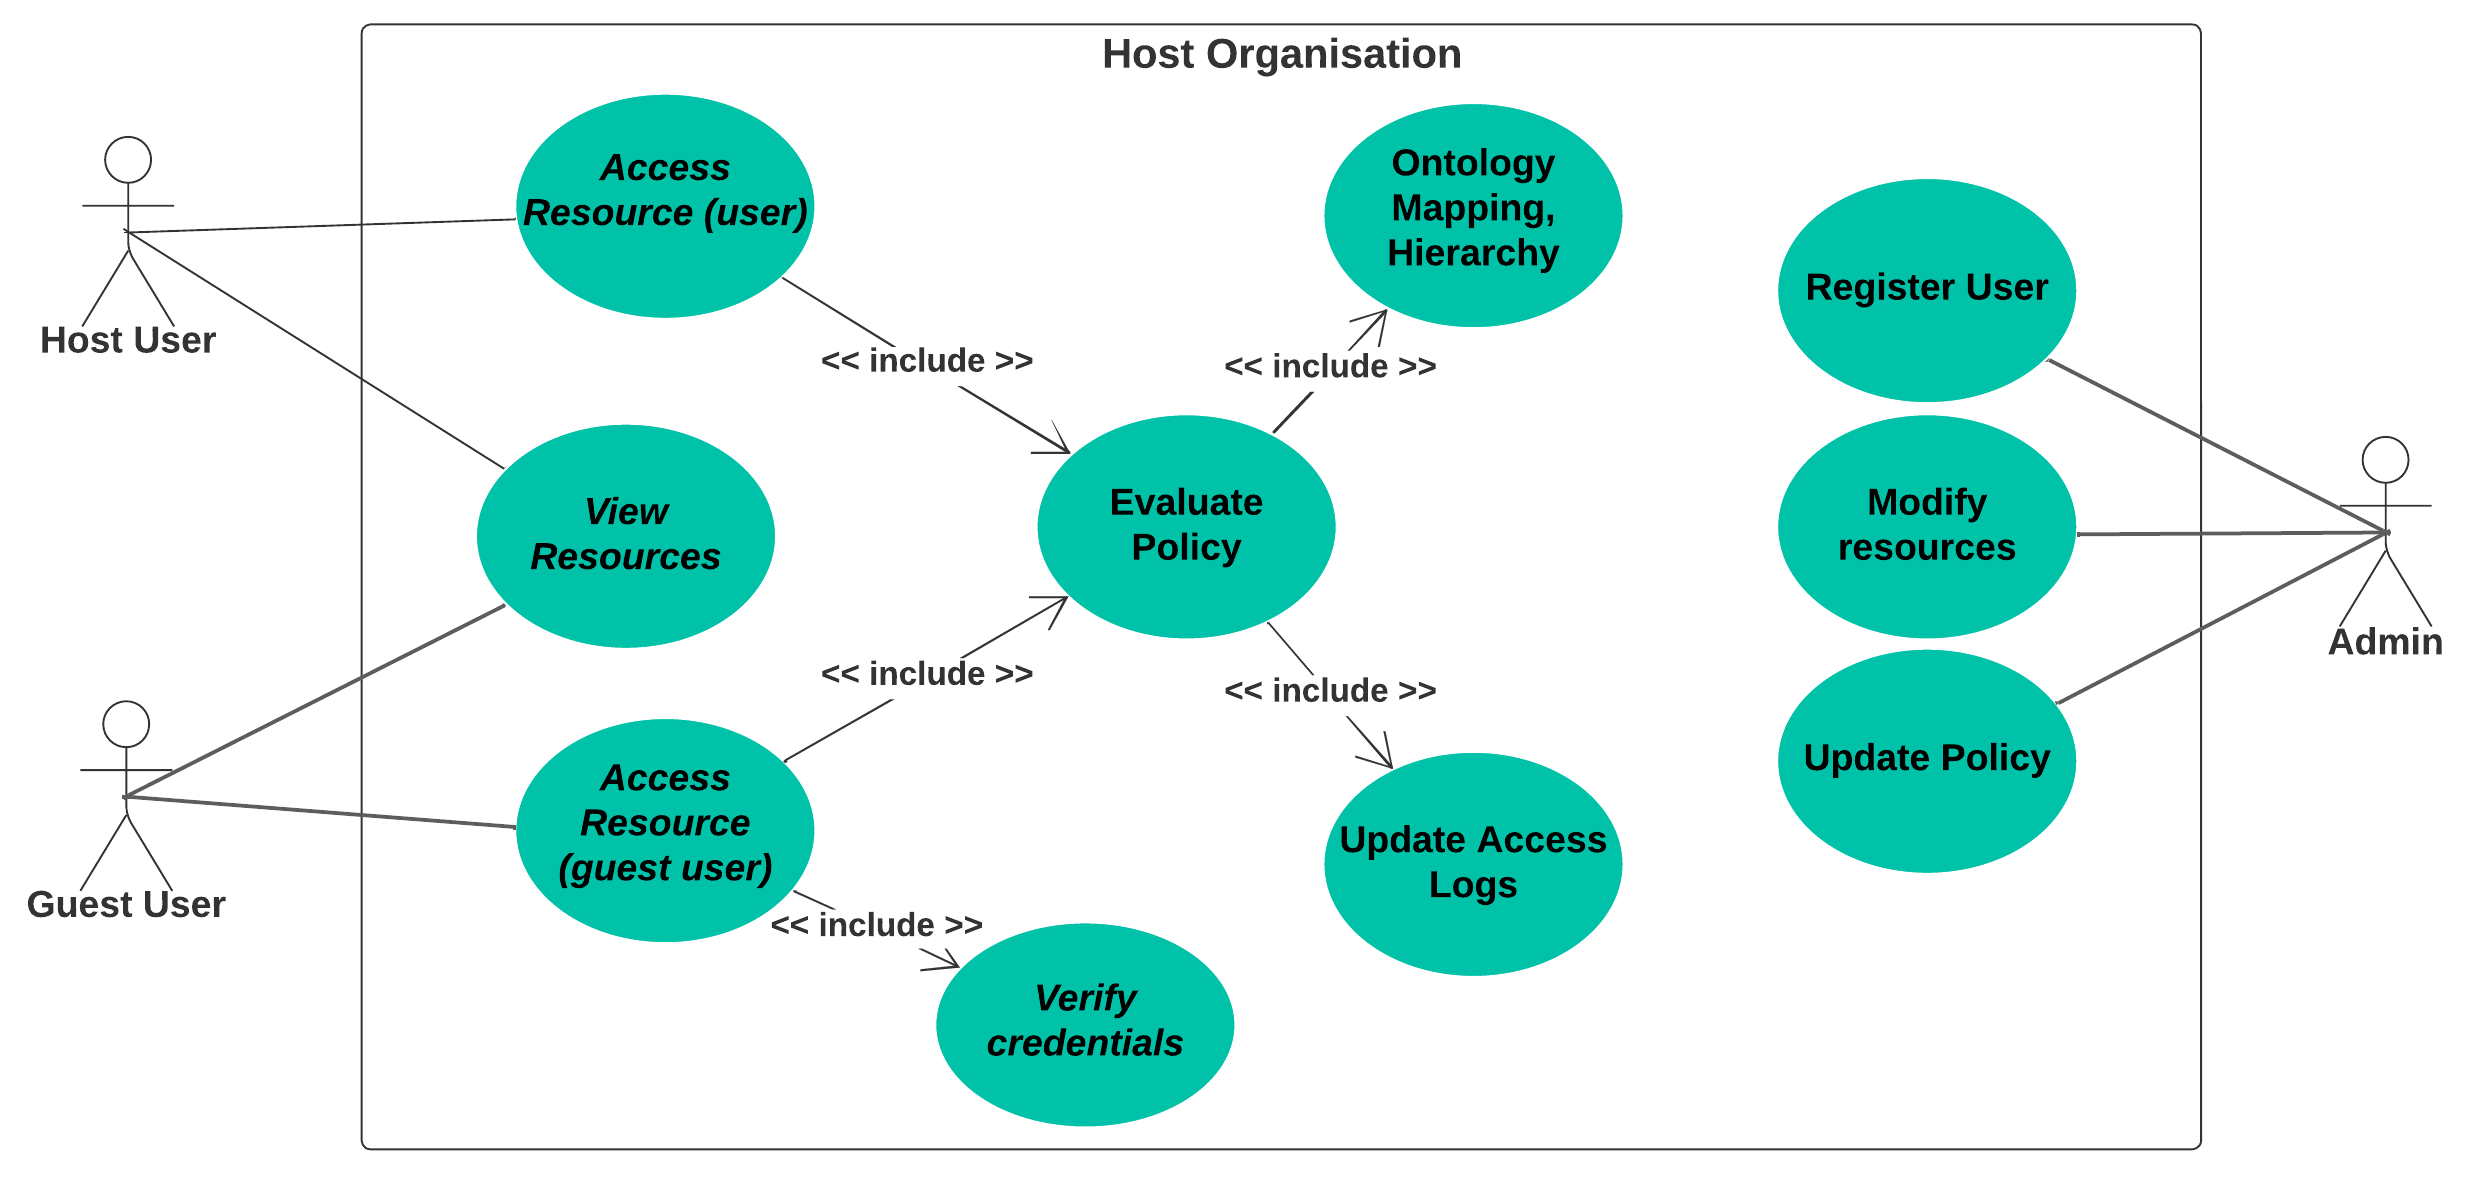 Host Organisation
Access
Resource (user)
Ontology
Mapping,
Hierarchy
Register User
Host User
<< include >>
<< include >>
View
Resources
Evaluate
Policy
Modify
resources
Admin
<< include >>
<< include >>
Access
Resource
(guest user)
Update Policy
Guest User
Update Access
Logs
<< include >>
Verify
credentials